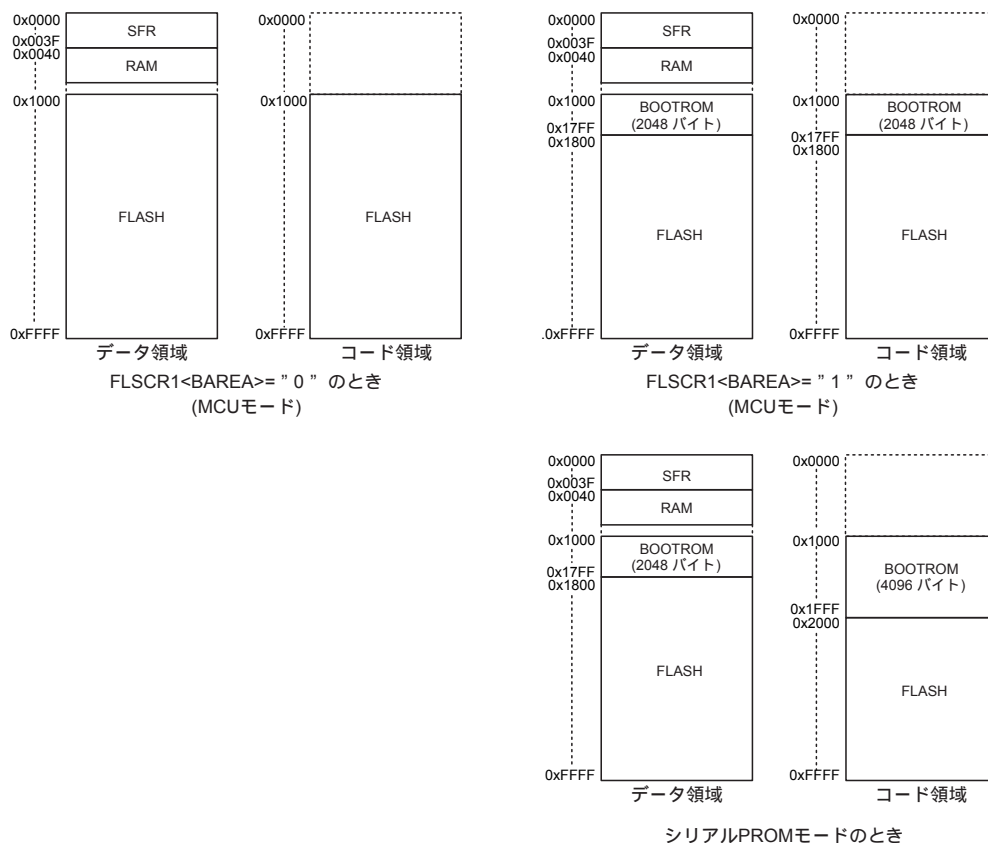 0x0000
0x003F
0x0040
SFR
RAM
0x1000
FLASH
0xFFFF
データ領域
0x0000
0x1000
0xFFFF
コード領域
FLSCR1<BAREA>= ” 0 ” のとき
(MCUモード)
0x0000
0x003F
0x0040
SFR
RAM
0x1000
BOOTROM
(2048 バイト)
0x17FF
0x1800
FLASH
.0xFFFF
データ領域
0x0000
0x1000
BOOTROM
(2048 バイト)
0x17FF
0x1800
FLASH
0xFFFF
コード領域
FLSCR1<BAREA>= ” 1 ” のとき
(MCUモード)
0x0000
0x003F
0x0040
SFR
RAM
0x1000
BOOTROM
(2048 バイト)
0x17FF
0x1800
FLASH
0xFFFF
データ領域
0x0000
0x1000
BOOTROM
(4096 バイト)
0x1FFF
0x2000
FLASH
0xFFFF
コード領域
シリアルPROMモードのとき